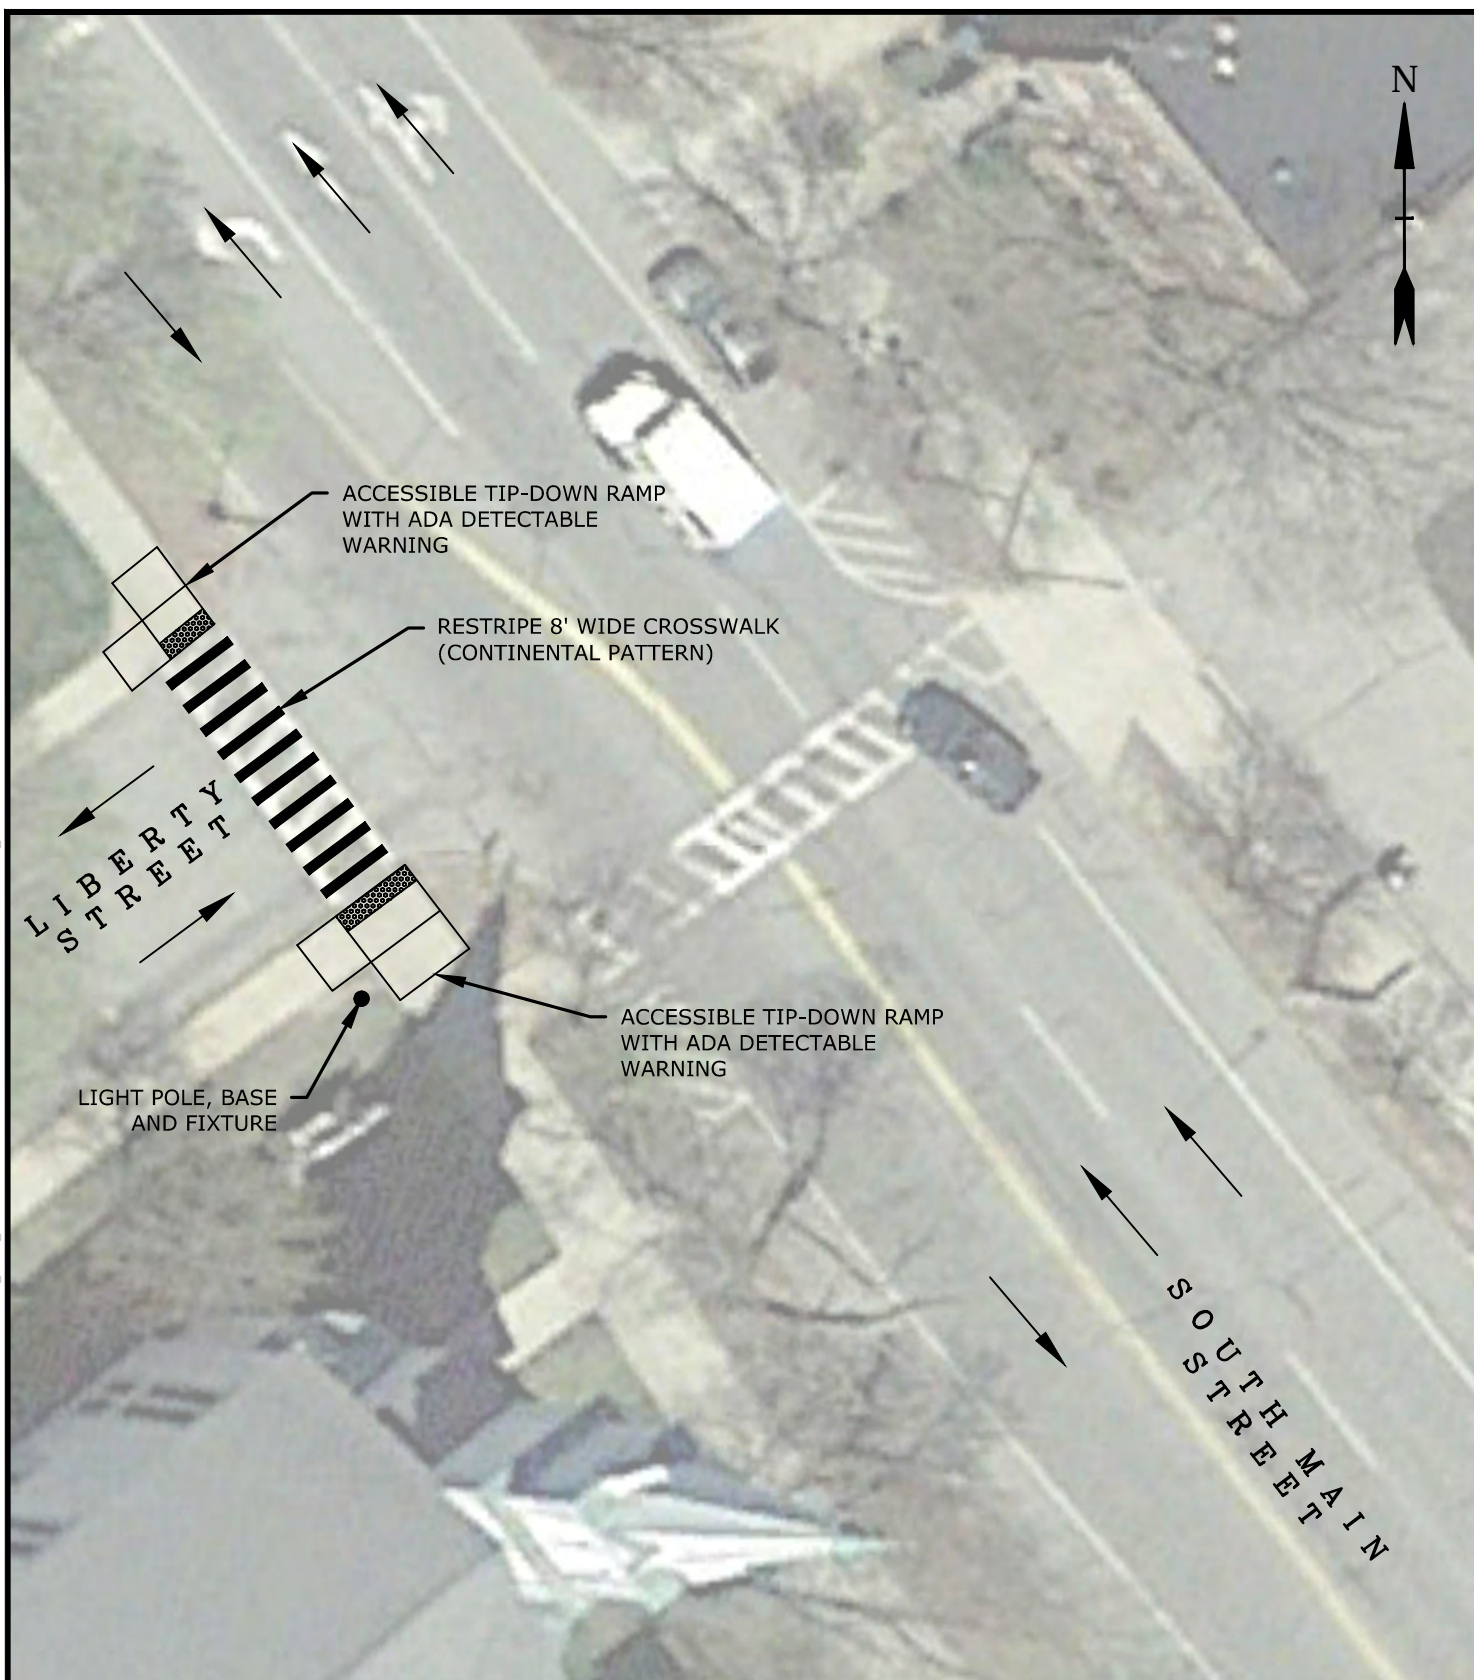 N
ACCESSIBLE TIP-DOWN RAMP
WITH ADA DETECTABLE
WARNING
RESTRIPE 8' WIDE CROSSWALK
(CONTINENTAL PATTERN)
LIBERTY
STREET
ACCESSIBLE TIP-DOWN RAMP
WITH ADA DETECTABLE
WARNING
LIGHT POLE, BASE
AND FIXTURE
SOUTH MAIN
STREET